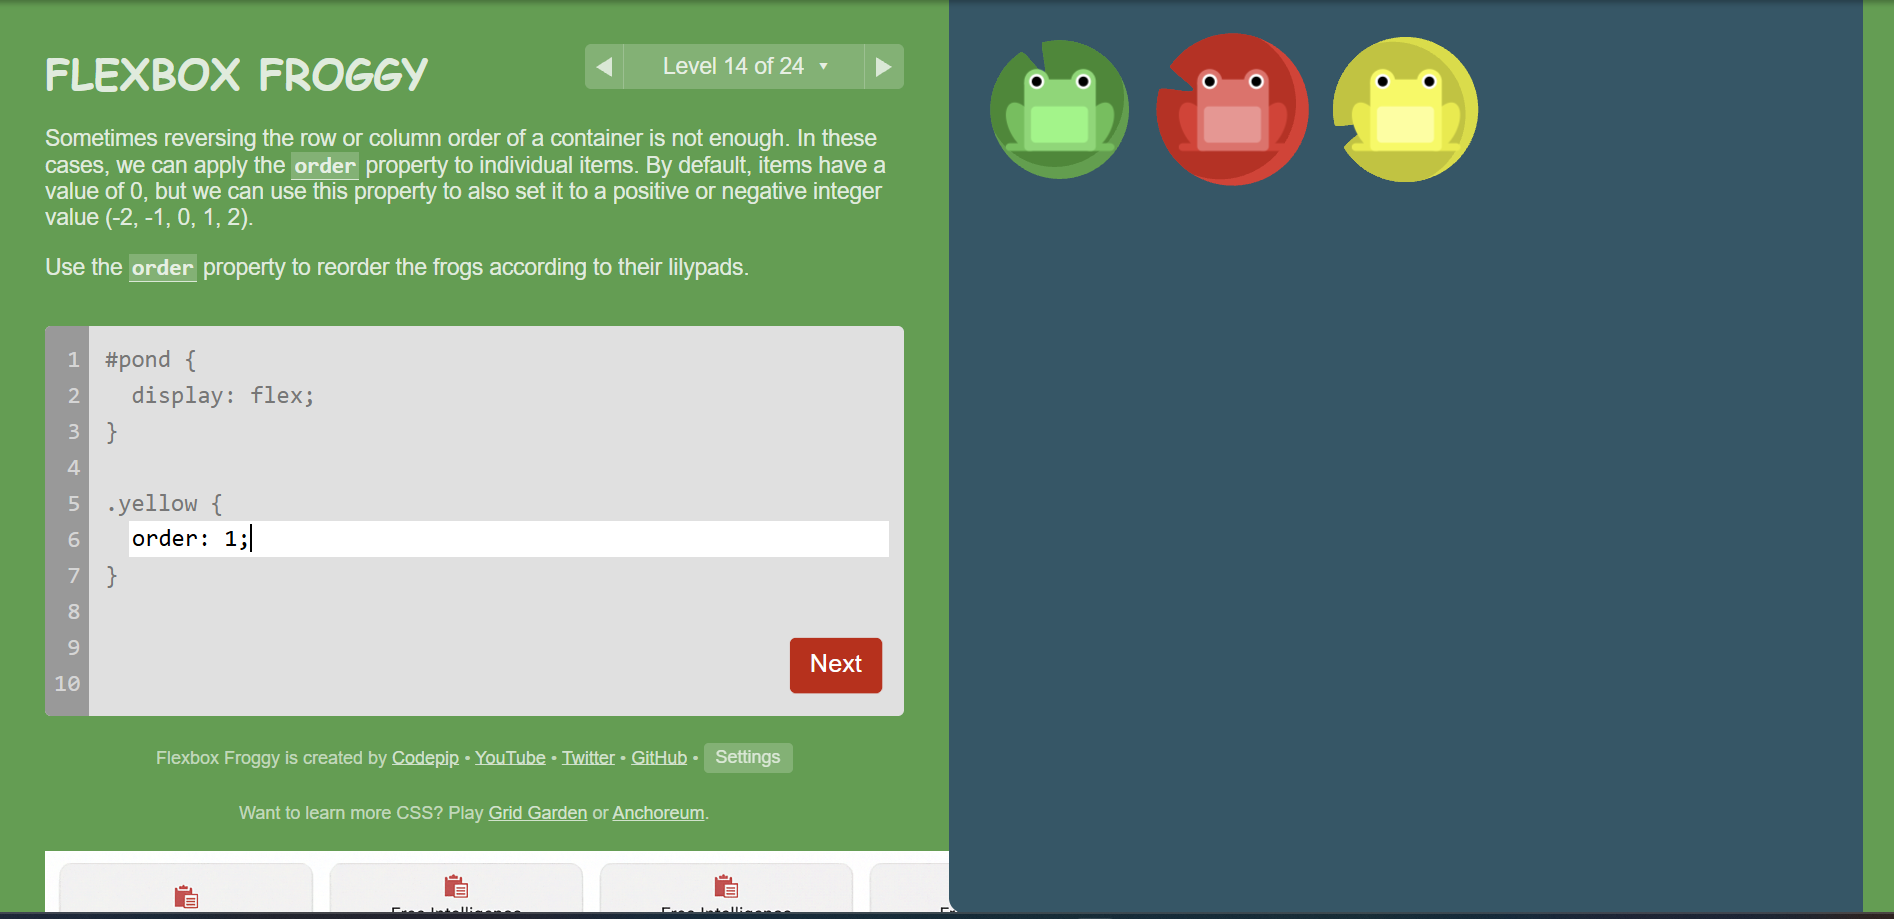 FLEXBOX FROGGY
◀ Level 14 of 24 ▼ ▶
Sometimes reversing the row or column order of a container is not enough. In these
cases, we can apply the order property to individual items. By default, items have a
value of 0, but we can use this property to also set it to a positive or negative integer
value (-2, -1, 0, 1, 2).
Use the order property to reorder the frogs according to their lilypads.
1 #pond {
2 display: flex;
3 }
4
5 .yellow {
6 order: 1;
7 }
8
9
10
Next
Flexbox Froggy is created by Codepip • YouTube • Twitter • GitHub • Settings
Want to learn more CSS? Play Grid Garden or Anchoreum.
Free Intelligence
Free Intelligence